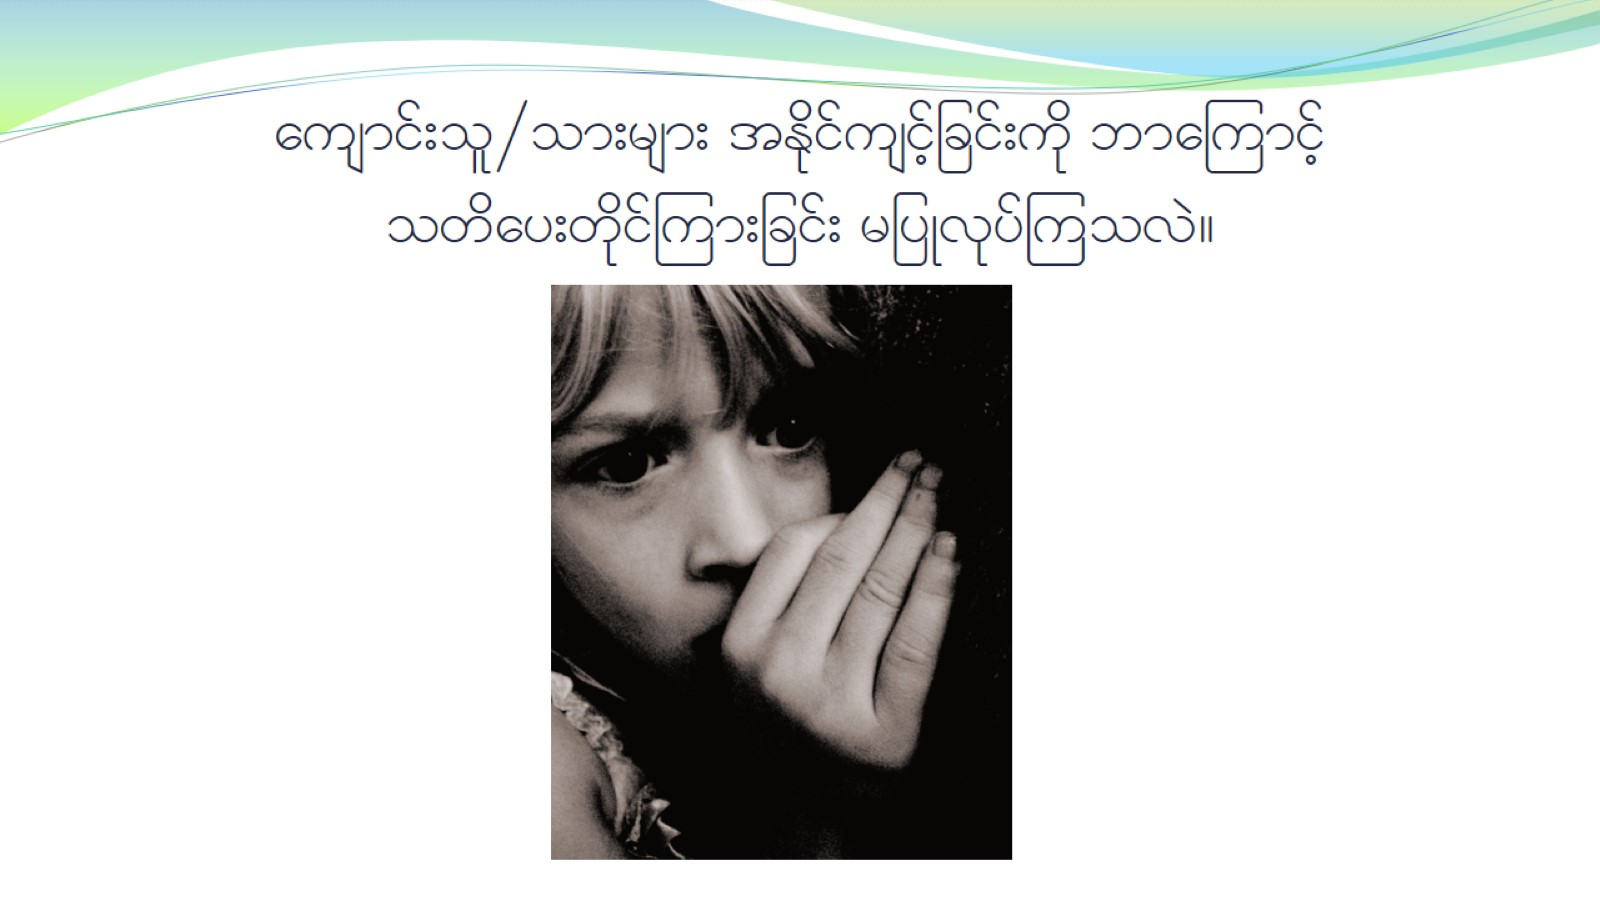 ကျောင်းသူ/သားများ အနိုင်ကျင့်ခြင်းကို ဘာကြောင့်
သတိပေးတိုင်ကြားခြင်း မပြုလုပ်ကြသလဲ။